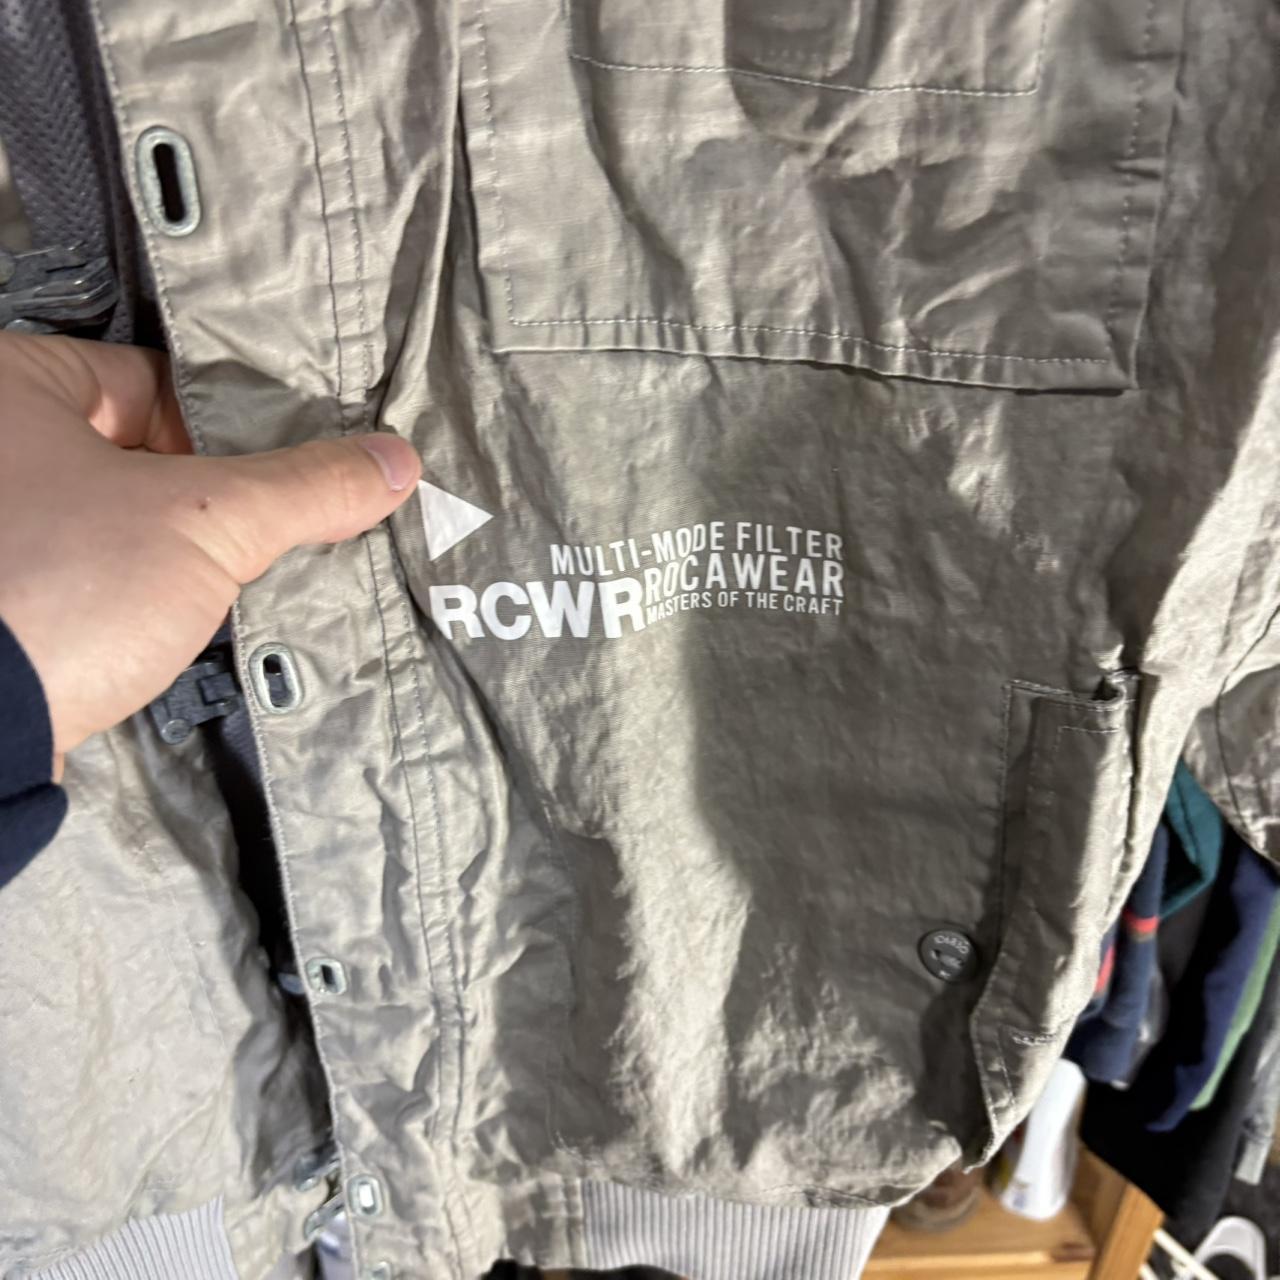 MULTI-MODE FILTER
RCWR ROCAWEAR
MASTERS OF THE CRAFT